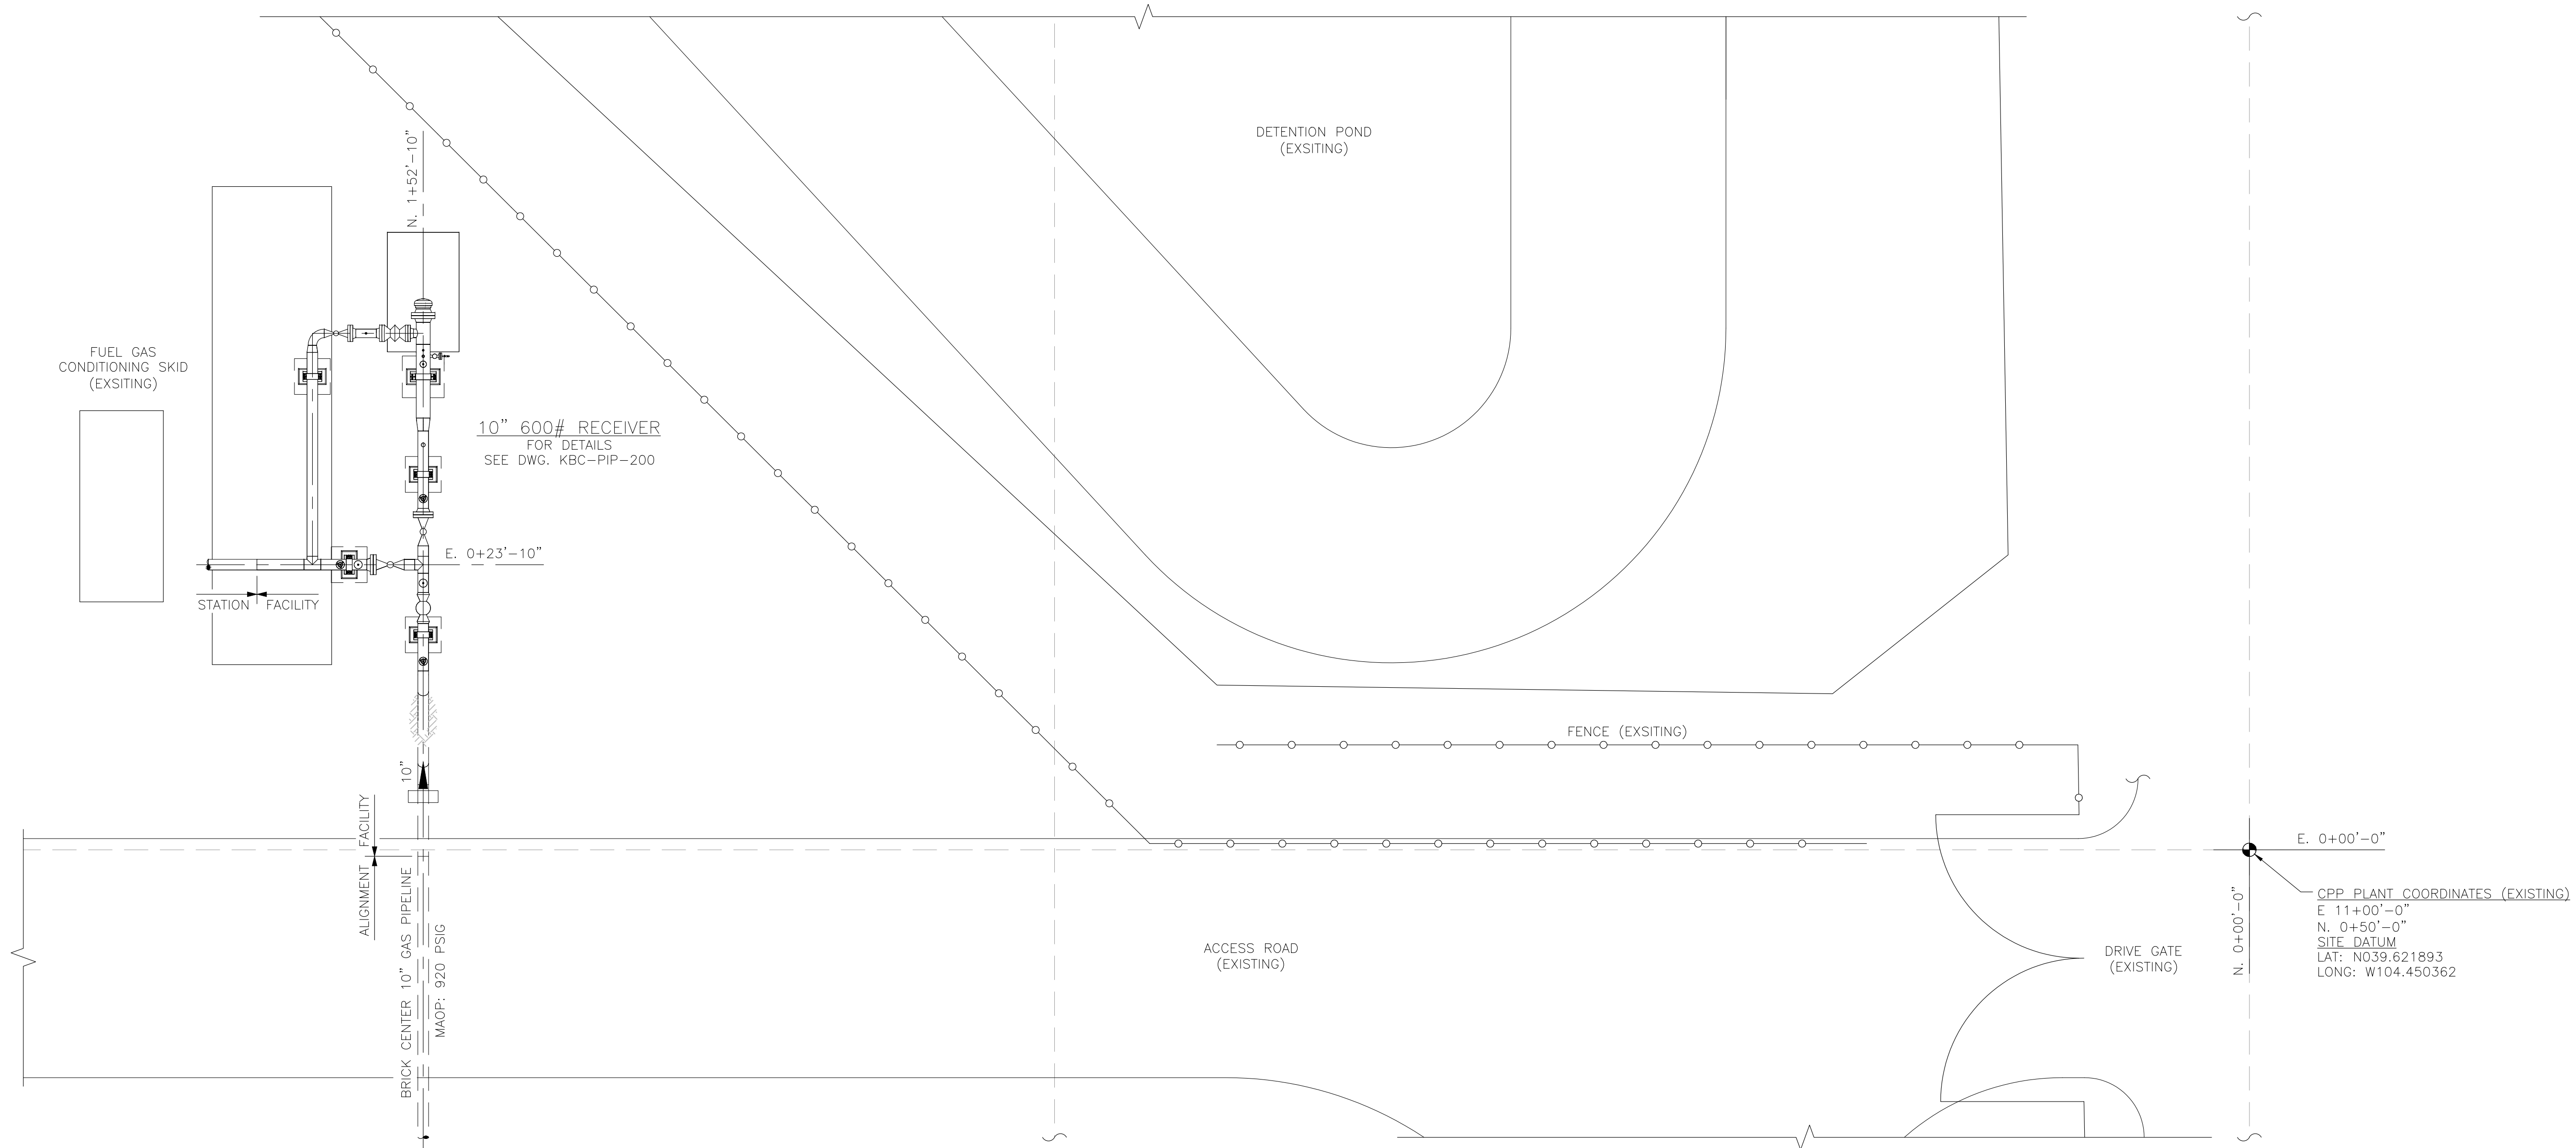 DETENTION POND
(EXSITING)
N. 1+52'-10"
FUEL GAS
CONDITIONING SKID
(EXSITING)
10" 600# RECEIVER
FOR DETAILS
SEE DWG. KBC-PIP-200
E. 0+23'-10"
STATION
FACILITY
FENCE (EXSITING)
10"
FACILITY
ALIGNMENT
BRICK CENTER 10" GAS PIPELINE
MAOP: 920 PSIG
ACCESS ROAD
(EXISTING)
DRIVE GATE
(EXISTING)
E. 0+00'-0"
N. 0+00'-0"
CPP PLANT COORDINATES (EXISTING)
E 11+00'-0"
N. 0+50'-0"
SITE DATUM
LAT: N039.621893
LONG: W104.450362